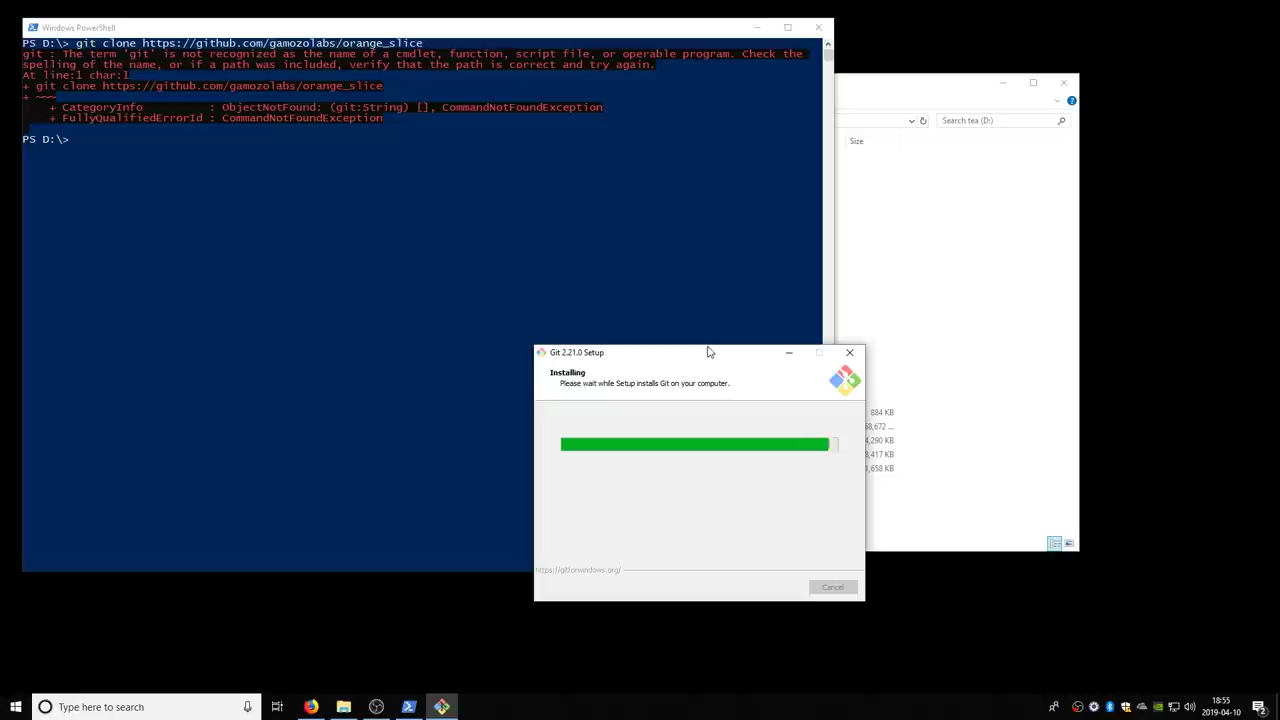 Windows PowerShell
PS D:\> git clone https://github.com/gamozolabs/orange_slice
git : The term 'git' is not recognized as the name of a cmdlet, function, script file, or operable program. Check the
spelling of the name, or if a path was included, verify that the path is correct and try again.
At line:1 char:1
+ git clone https://github.com/gamozolabs/orange_slice
+ ~~~
+ CategoryInfo : ObjectNotFound: (git:String) [], CommandNotFoundException
+ FullyQualifiedErrorId : CommandNotFoundException
PS D:\>
Search tea (D:)
Size
Git 2.21.0 Setup
Installing
Please wait while Setup installs Git on your computer.
884 KB
https://gitforwindows.org/
Cancel
Type here to search
18:55
2019-04-10
2